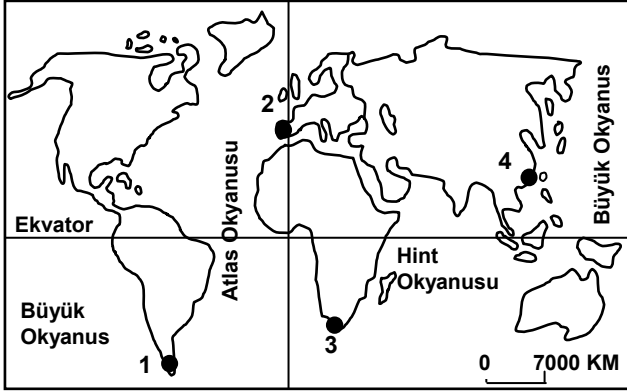 2
4
Büyük Okyanus
Atlas Okyanusu
Ekvator
Hint
Okyanusu
Büyük
Okyanus
3
1
0 7000 KM